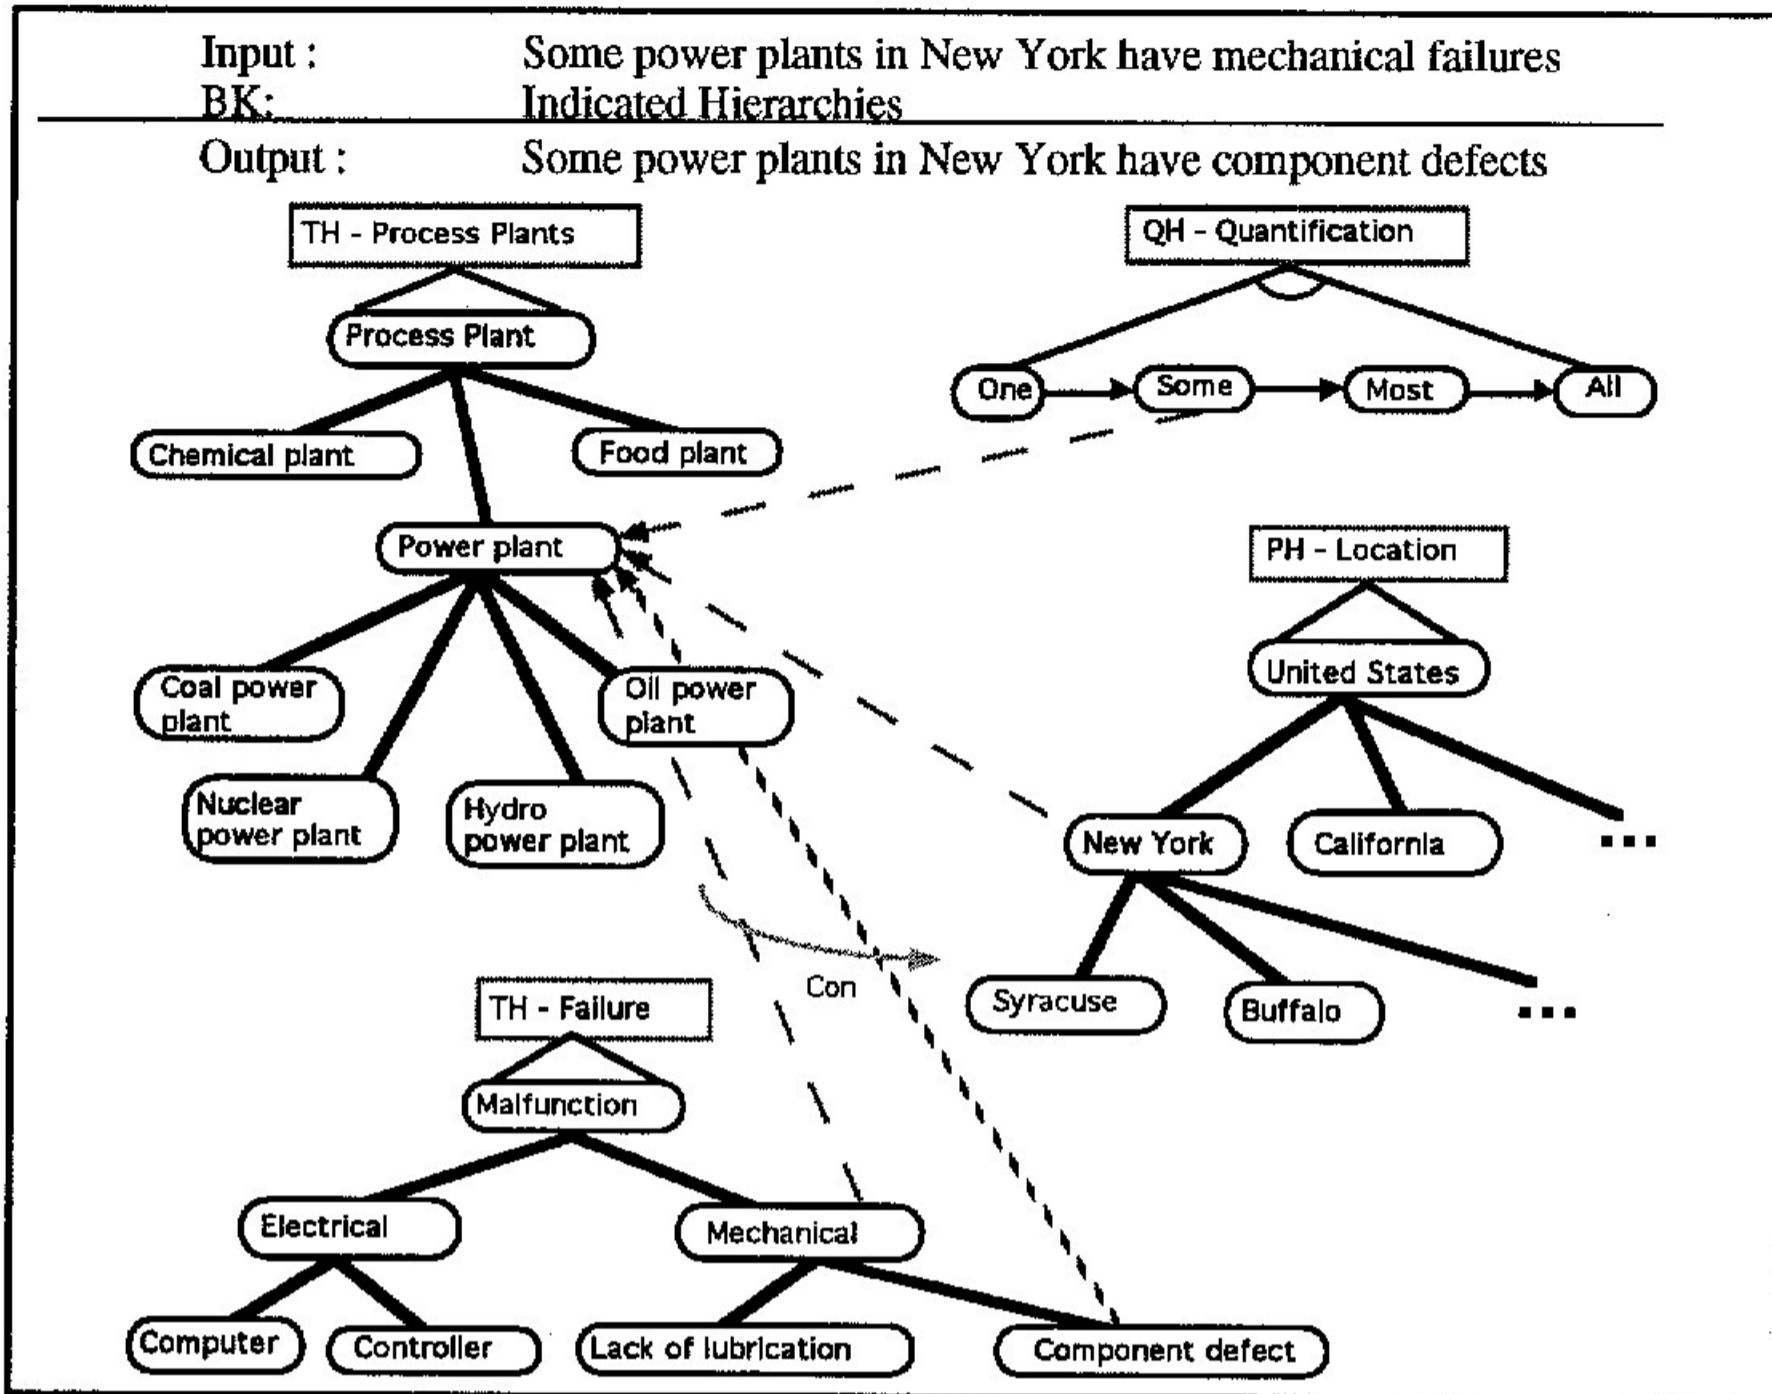 Input : Some power plants in New York have mechanical failures
BK: Indicated Hierarchies
Output : Some power plants in New York have component defects
TH - Process Plants
QH - Quantification
Process Plant
One
Some
Most
All
Chemical plant
Food plant
Power plant
PH - Location
United States
Coal power
plant
Oil power
plant
Nuclear
power plant
Hydro
power plant
New York
California
...
Con
Syracuse
Buffalo
...
TH - Failure
Malfunction
Electrical
Mechanical
Computer
Controller
Lack of lubrication
Component defect